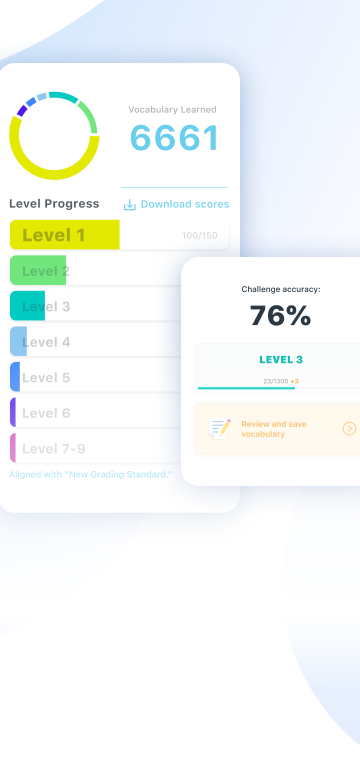 Vocabulary Learned
6661
Level Progress
Download scores
Level 1
100/150
Level 2
Level 3
Level 4
Level 5
Level 6
Level 7-9
Aligned with "New Grading Standard."
Challenge accuracy:
76%
LEVEL 3
23/1300 +3
Review and save
vocabulary